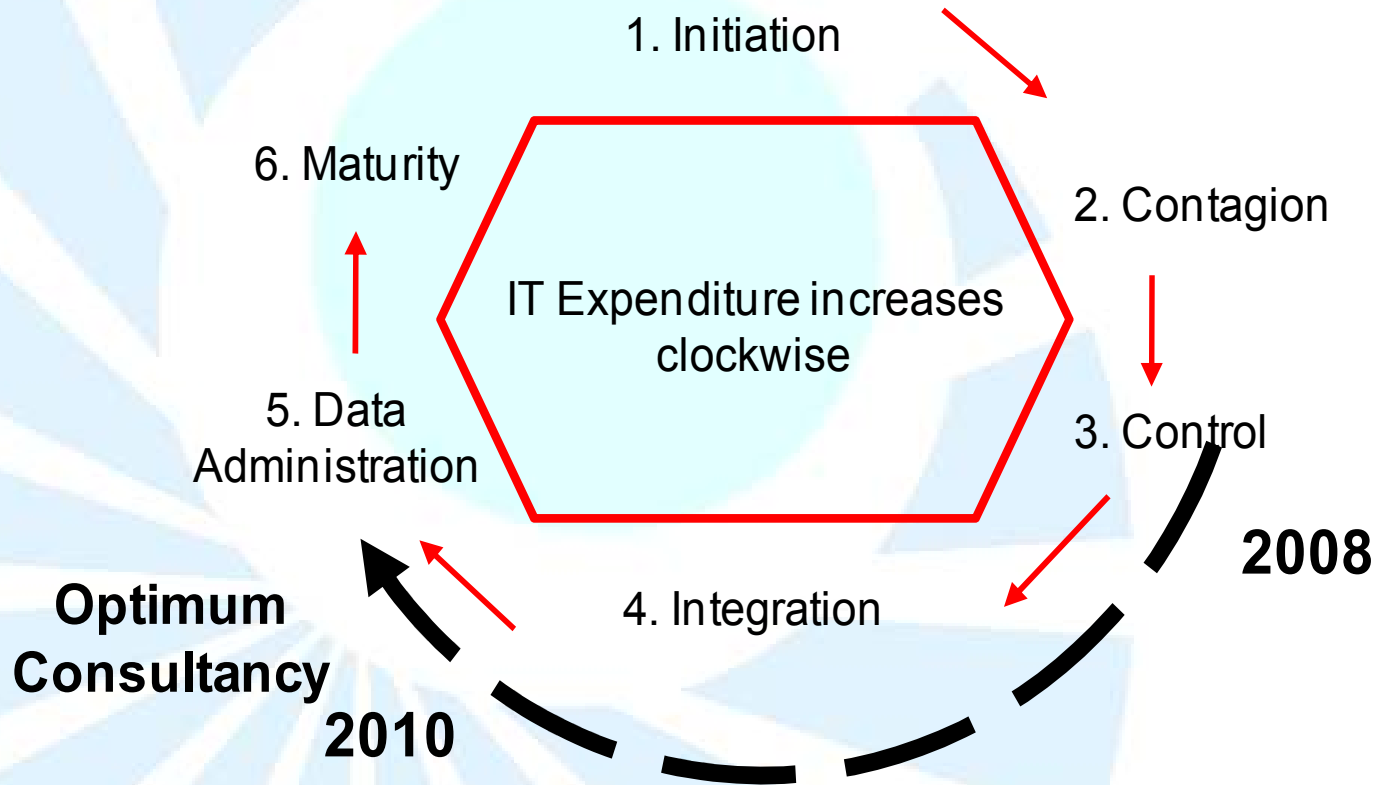 1. Initiation
6. Maturity
2. Contagion
IT Expenditure increases
clockwise
5. Data
Administration
3. Control
2008
4. Integration
Optimum
Consultancy
2010